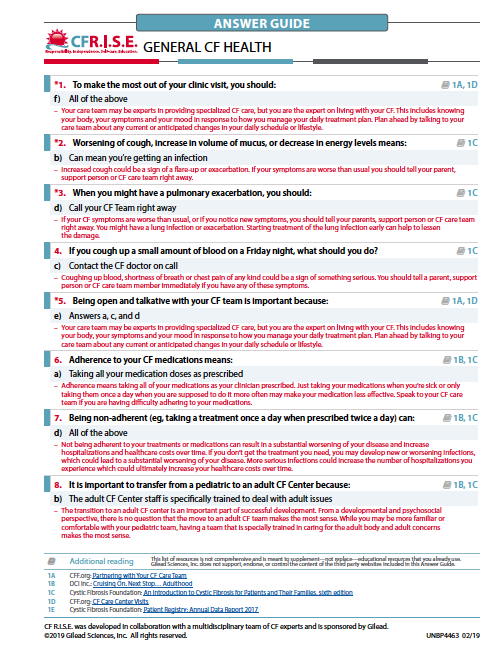 ANSWER GUIDE
CFR.I.S.E.
Responsibility. Independence. Self-care. Education.
GENERAL CF HEALTH
*1. To make the most out of your clinic visit, you should: 1A, 1D
f) All of the above
– Your care team may be experts in providing specialized CF care, but you are the expert on living with your CF. This includes knowing
your body, your symptoms and your mood in response to how you manage your daily treatment plan. Plan ahead by talking to your
care team about any current or anticipated changes in your daily schedule or lifestyle.
*2. Worsening of cough, increase in volume of mucus, or decrease in energy levels means: 1C
b) Can mean you're getting an infection
– Increased cough could be a sign of a flare-up or exacerbation. If your symptoms are worse than usual you should tell your parent,
support person or CF care team right away.
*3. When you might have a pulmonary exacerbation, you should: 1C
d) Call your CF Team right away
– If your CF symptoms are worse than usual, or if you notice new symptoms, you should tell your parents, support person or CF care team
right away. You might have a lung infection or exacerbation. Starting treatment of the lung infection early can help to lessen
the damage.
4. If you cough up a small amount of blood on a Friday night, what should you do? 1C
c) Contact the CF doctor on call
– Coughing up blood, shortness of breath or chest pain of any kind could be a sign of something serious. You should tell a parent, support
person or CF care team member immediately if you have any of these symptoms.
*5. Being open and talkative with your CF team is important because: 1A, 1D
e) Answers a, c, and d
– Your care team may be experts in providing specialized CF care, but you are the expert on living with your CF. This includes knowing
your body, your symptoms and your mood in response to how you manage your daily treatment plan. Plan ahead by talking to your
care team about any current or anticipated changes in your daily schedule or lifestyle.
6. Adherence to your CF medications means: 1B, 1C
a) Taking all your medication doses as prescribed
– Adherence means taking all of your medications as your clinician prescribed. Just taking your medications when you're sick or only
taking them once a day when you are supposed to do it more often may make your medication less effective. Speak to your CF care
team if you are having difficulty adhering to your medications.
7. Being non-adherent (eg, taking a treatment once a day when prescribed twice a day) can: 1B, 1C
d) All of the above
– Not being adherent to your treatments or medications can result in a substantial worsening of your disease and increase
hospitalizations and healthcare costs over time. If you don't get the treatment you need, you may develop new or worsening infections,
which could lead to a substantial worsening of your disease. More serious infections could increase the number of hospitalizations you
experience which could ultimately increase your healthcare costs over time.
8. It is important to transfer from a pediatric to an adult CF Center because: 1B, 1C
b) The adult CF Center staff is specifically trained to deal with adult issues
– The transition to an adult CF center is an important part of successful development. From a developmental and psychosocial
perspective, there is no question that the move to an adult CF team makes the most sense. While you may be more familiar or
comfortable with your pediatric team, having a team that is specially trained in caring for the adult body and adult concerns
makes the most sense.
Additional reading
This list of resources is not comprehensive and is meant to supplement—not replace—educational resources that you already use.
Gilead Sciences, Inc. does not support, endorse, or control the content of the third party websites included in this Answer Guide.
1A CFF.org: Partnering with Your CF Care Team
1B DCI Inc.: Cruising On. Next Stop… Adulthood
1C Cystic Fibrosis Foundation: An Introduction to Cystic Fibrosis for Patients and Their Families, sixth edition
1D CFF.org: CF Care Center Visits
1E Cystic Fibrosis Foundation: Patient Registry: Annual Data Report 2017
CF R.I.S.E. was developed in collaboration with a multidisciplinary team of CF experts and is sponsored by Gilead.
©2019 Gilead Sciences, Inc. All rights reserved. UNBP4463 02/19